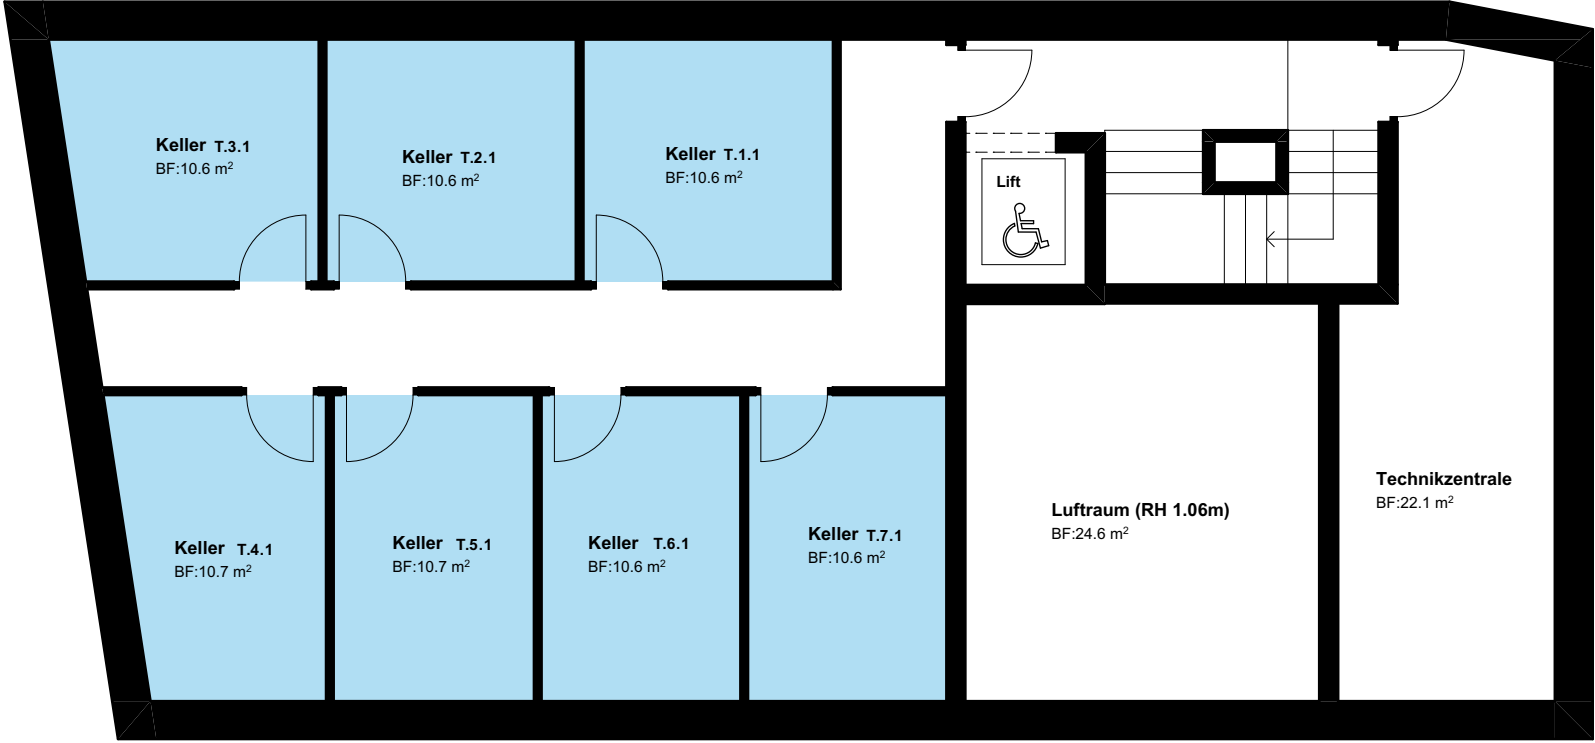 Keller T.3.1
BF:10.6 m²
Keller T.2.1
BF:10.6 m²
Keller T.1.1
BF:10.6 m²
Lift
Keller T.4.1
BF:10.7 m²
Keller T.5.1
BF:10.7 m²
Keller T.6.1
BF:10.6 m²
Keller T.7.1
BF:10.6 m²
Luftraum (RH 1.06m)
BF:24.6 m²
Technikzentrale
BF:22.1 m²